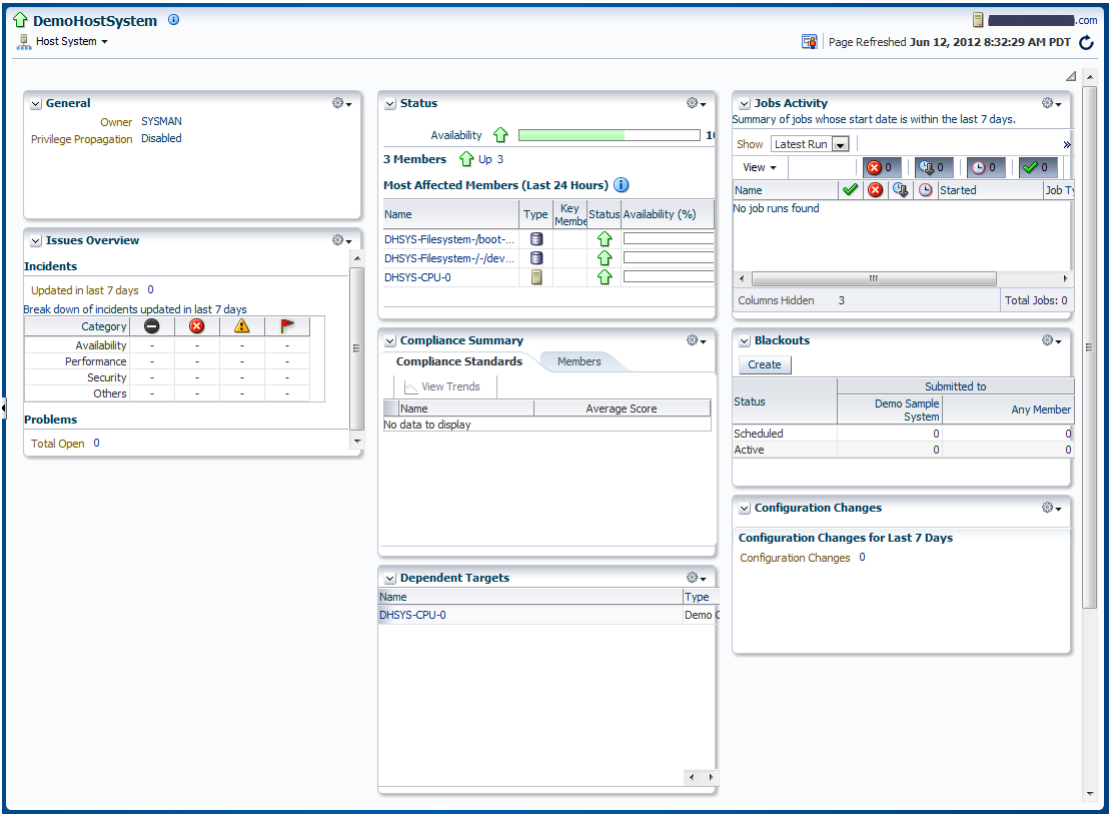 DemoHostSystem
.com
Host System
Page Refreshed Jun 12, 2012 8:32:29 AM PDT
General
Owner SYSMAN
Privilege Propagation Disabled
Issues Overview
Incidents
Updated in last 7 days 0
Break down of incidents updated in last 7 days
Category
Availability - - - -
Performance - - - -
Security - - - -
Others - - - -
Problems
Total Open 0
Status
Availability
3 Members Up 3
Most Affected Members (Last 24 Hours)
Name Type Key Status Availability (%)
DHSYS-Filesystem-/boot-...
DHSYS-Filesystem-/-/dev...
DHSYS-CPU-0
Compliance Summary
Compliance Standards Members
View Trends
Name Average Score
No data to display
Dependent Targets
Name Type
DHSYS-CPU-0 Demo
Jobs Activity
Summary of jobs whose start date is within the last 7 days.
Show Latest Run
View 0 0 0 0
Name Started Job
No job runs found
Columns Hidden 3 Total Jobs: 0
Blackouts
Create
Submitted to
Status Demo Sample System Any Member
Scheduled 0 0
Active 0 0
Configuration Changes
Configuration Changes for Last 7 Days
Configuration Changes 0